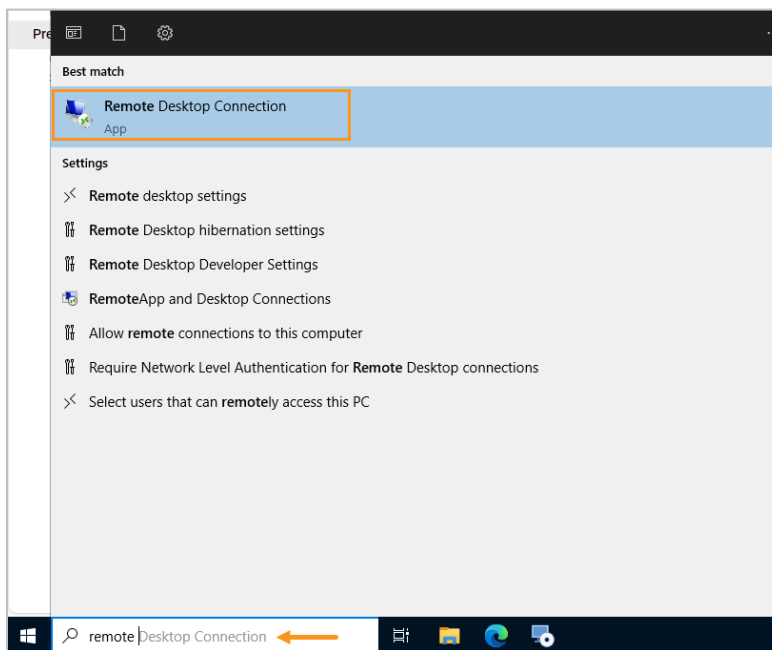 Pre
Best match
Remote Desktop Connection
App
Settings
Remote desktop settings
Remote Desktop hibernation settings
Remote Desktop Developer Settings
RemoteApp and Desktop Connections
Allow remote connections to this computer
Require Network Level Authentication for Remote Desktop connections
Select users that can remotely access this PC
remote Desktop Connection